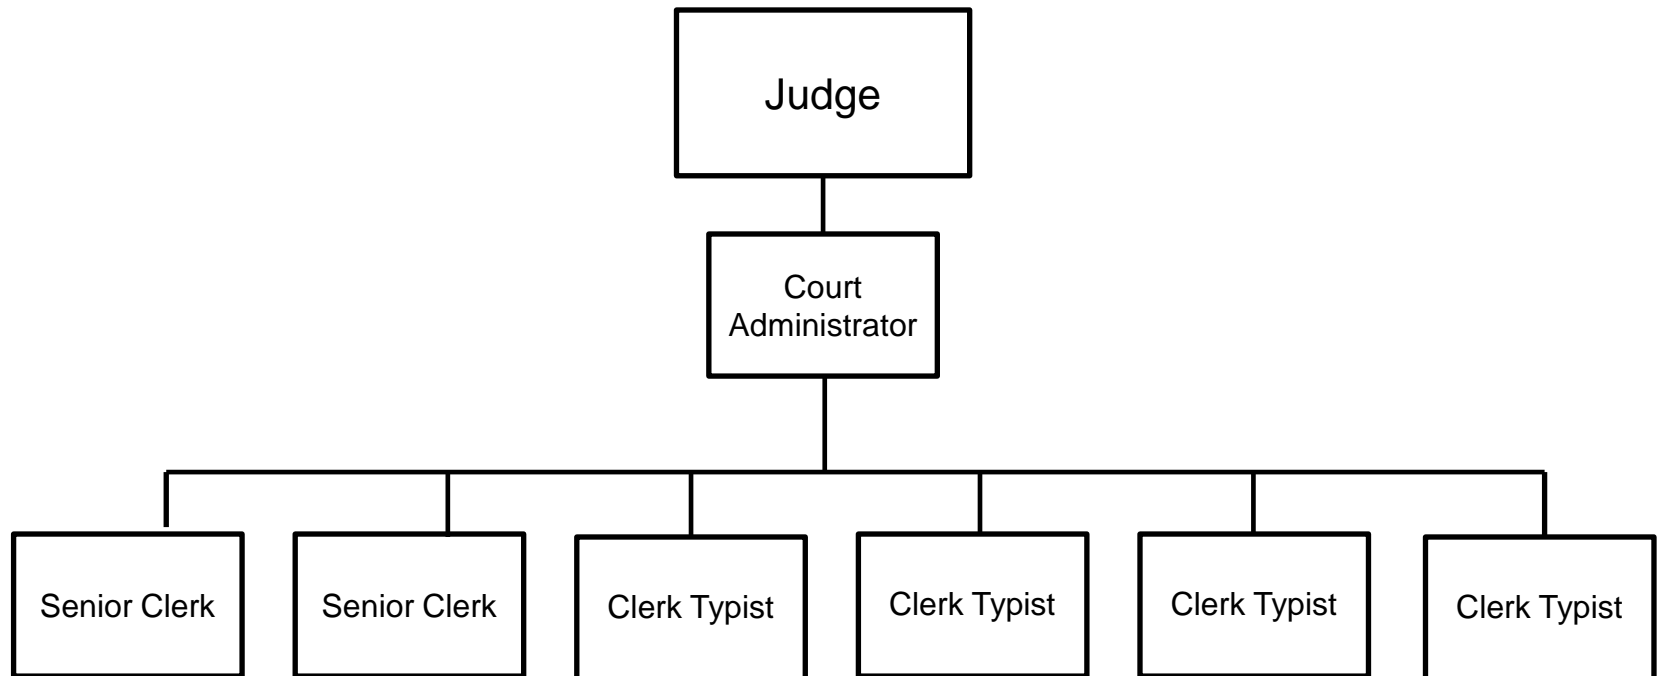 Judge
Court
Administrator
Senior Clerk
Senior Clerk
Clerk Typist
Clerk Typist
Clerk Typist
Clerk Typist